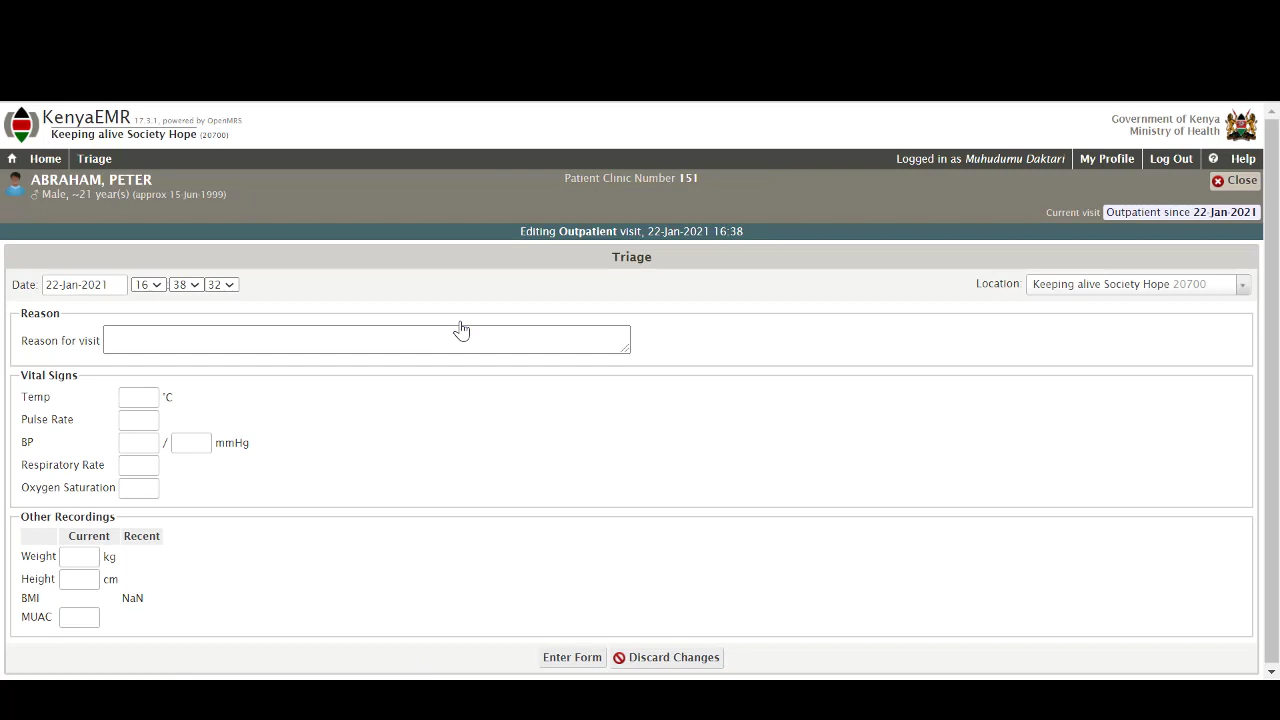 KenyaEMR 17.3.1, powered by OpenMRS
Keeping alive Society Hope (20700)
Government of Kenya
Ministry of Health
Home Triage Logged in as Muhudumu Daktari My Profile Log Out Help
ABRAHAM, PETER Patient Clinic Number 151 Close
♂ Male, ~21 year(s) (approx 15-Jun-1999)
Current visit Outpatient since 22-Jan-2021
Editing Outpatient visit, 22-Jan-2021 16:38
Triage
Date: 22-Jan-2021 16 38 32 Location: Keeping alive Society Hope 20700
Reason
Reason for visit
Vital Signs
Temp °C
Pulse Rate
BP / mmHg
Respiratory Rate
Oxygen Saturation
Other Recordings
Current Recent
Weight kg
Height cm
BMI NaN
MUAC
Enter Form Discard Changes